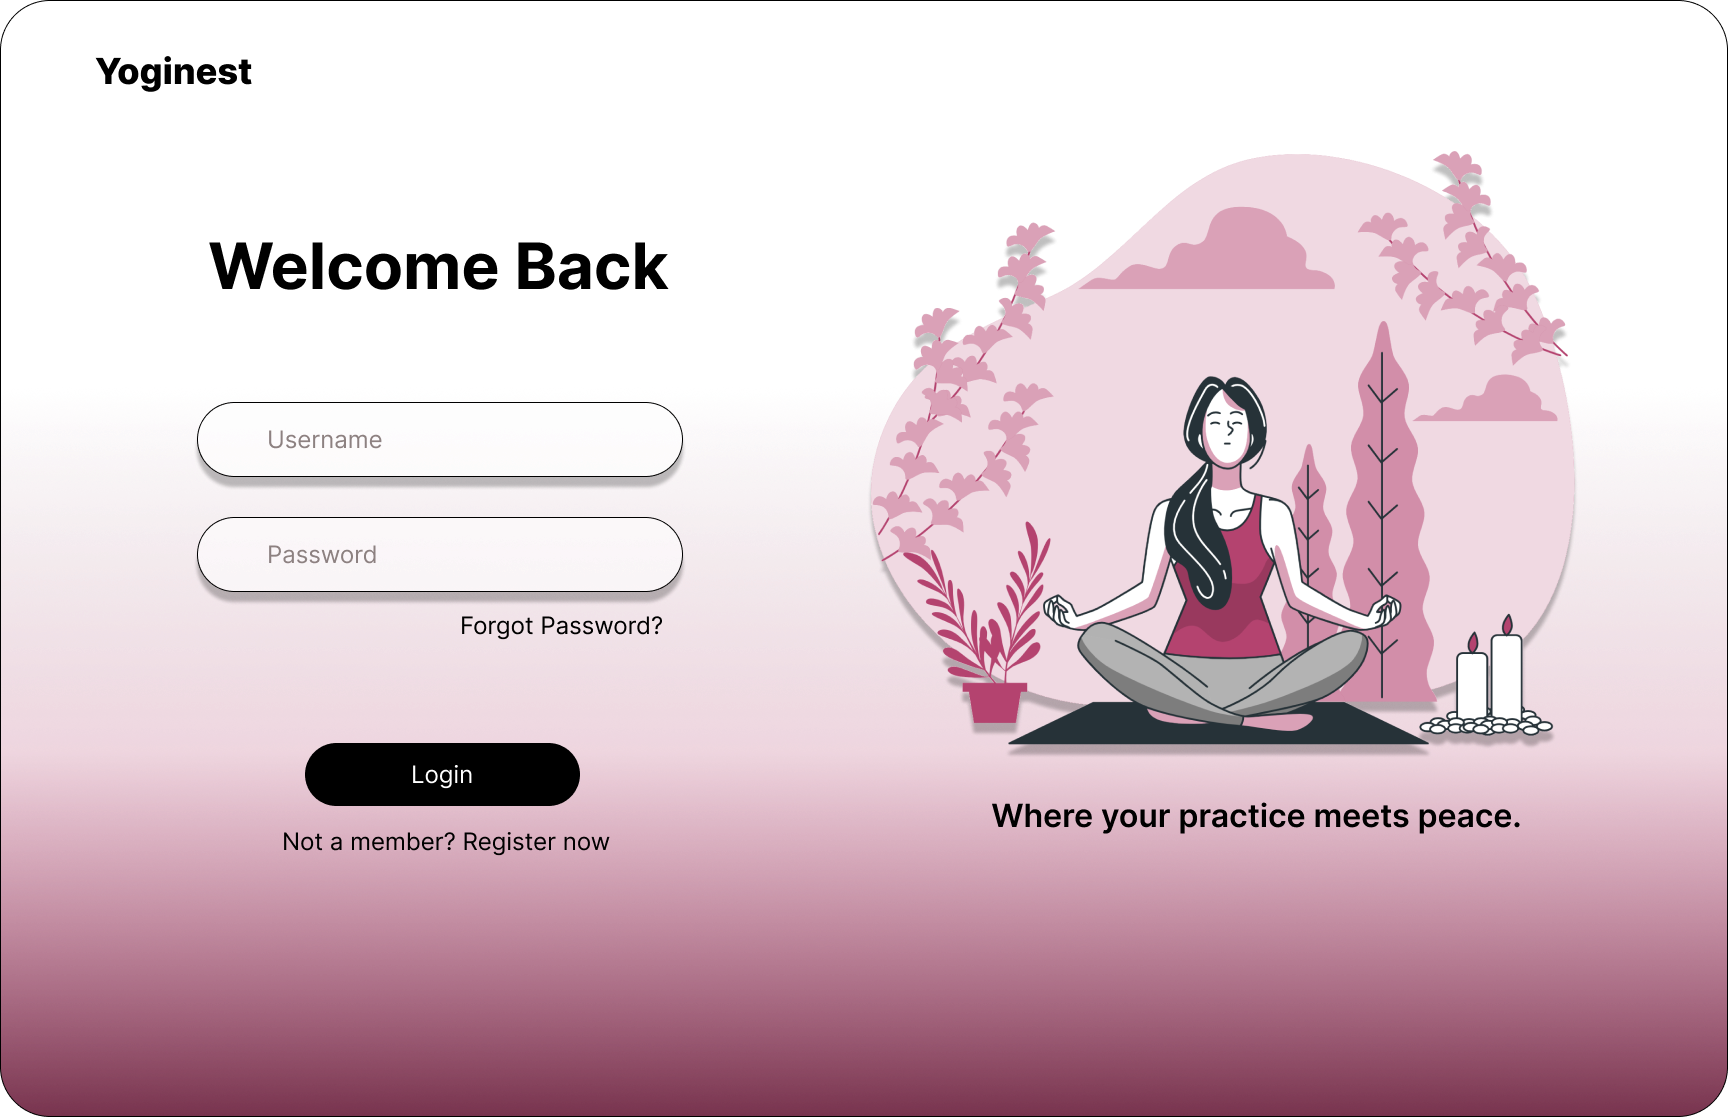 Yoginest
Welcome Back
Username
Password
Forgot Password?
Login
Not a member? Register now
Where your practice meets peace.